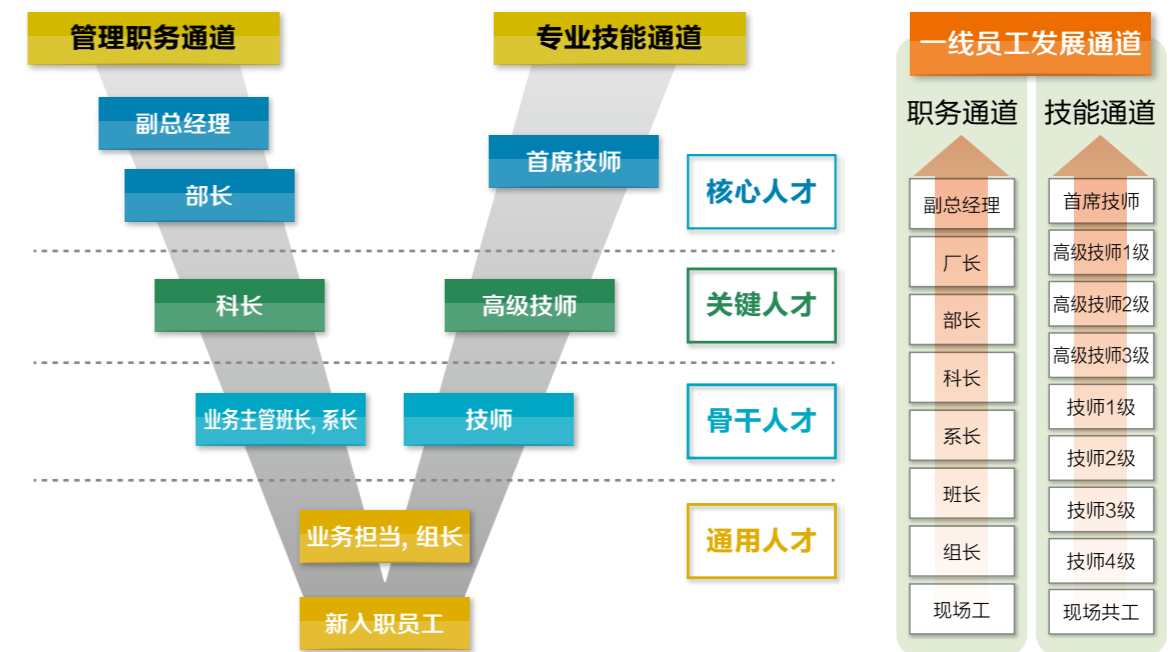 管理职务通道
专业技能通道
副总经理
部长
首席技师
核心人才
科长
高级技师
关键人才
业务主管班长, 系长
技师
骨干人才
业务担当, 组长
通用人才
新入职员工
一线员工发展通道
职务通道
副总经理
厂长
部长
科长
系长
班长
组长
现场工
技能通道
首席技师
高级技师1级
高级技师2级
高级技师3级
技师1级
技师2级
技师3级
技师4级
现场共工